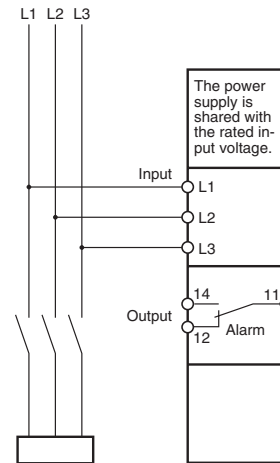 L1 L2 L3
The power
supply is
shared with
the rated in-
put voltage.
Input
L1
L2
L3
14
11
Output
12
Alarm